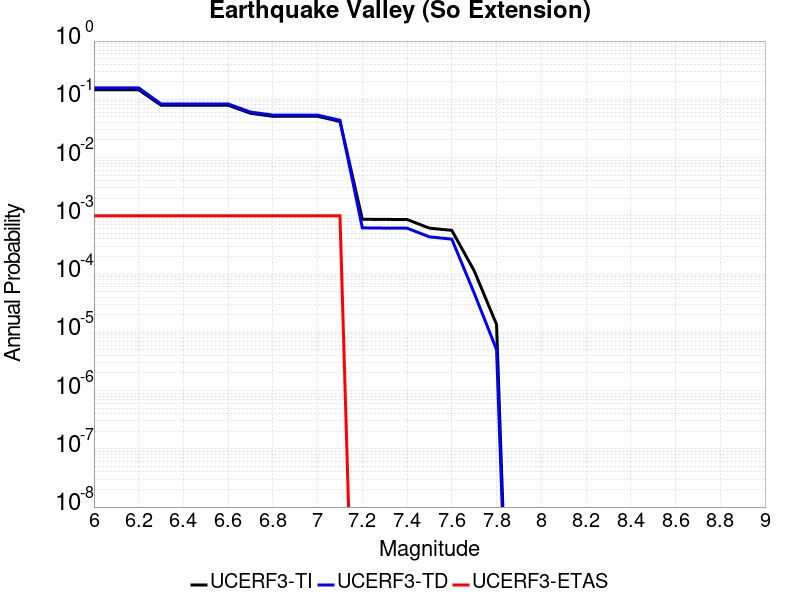 Earthquake Valley (So Extension)
Annual Probability
10^0
10^-1
10^-2
10^-3
10^-4
10^-5
10^-6
10^-7
10^-8
6 6.2 6.4 6.6 6.8 7 7.2 7.4 7.6 7.8 8 8.2 8.4 8.6 8.8 9
Magnitude
UCERF3-TI UCERF3-TD UCERF3-ETAS